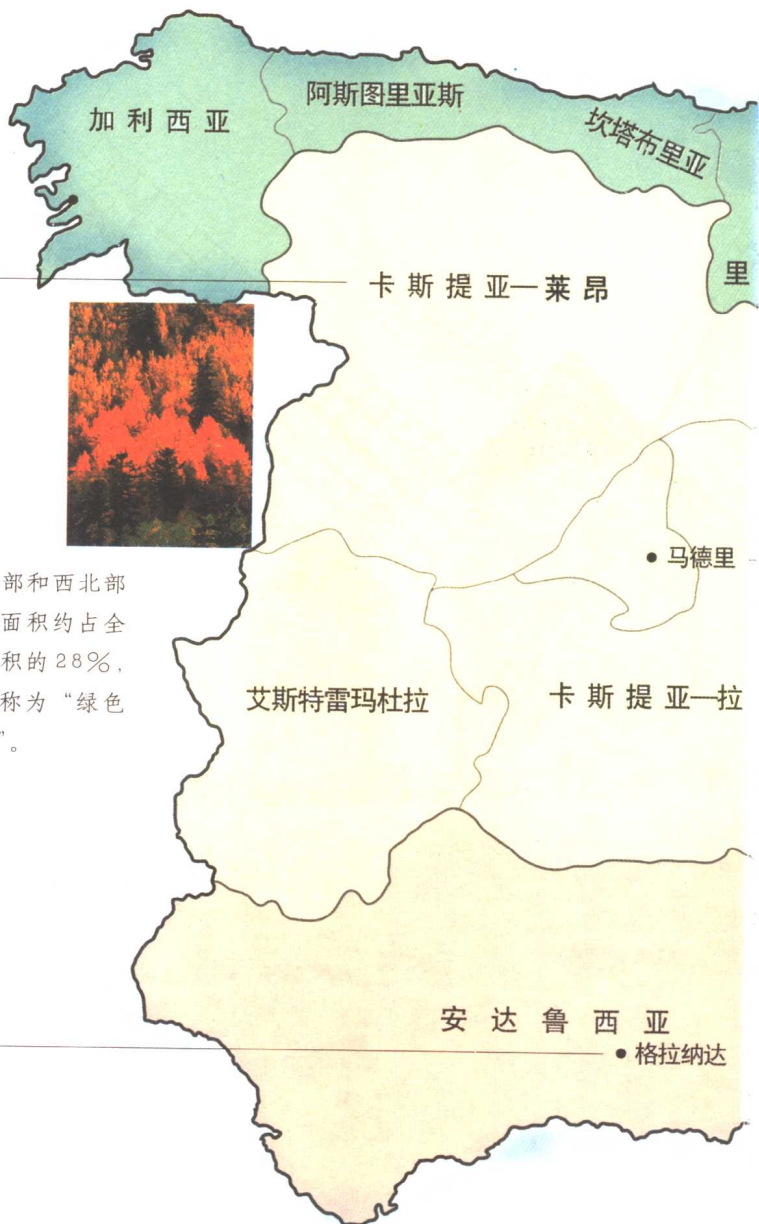 加利西亚
阿斯图里亚斯
坎塔布里亚
里
卡斯提亚—莱昂
马德里
部和西北部
面积约占全
积的28%,
称为“绿色
”。
艾斯特雷玛杜拉
卡斯提亚—拉
安达鲁西亚
格拉纳达